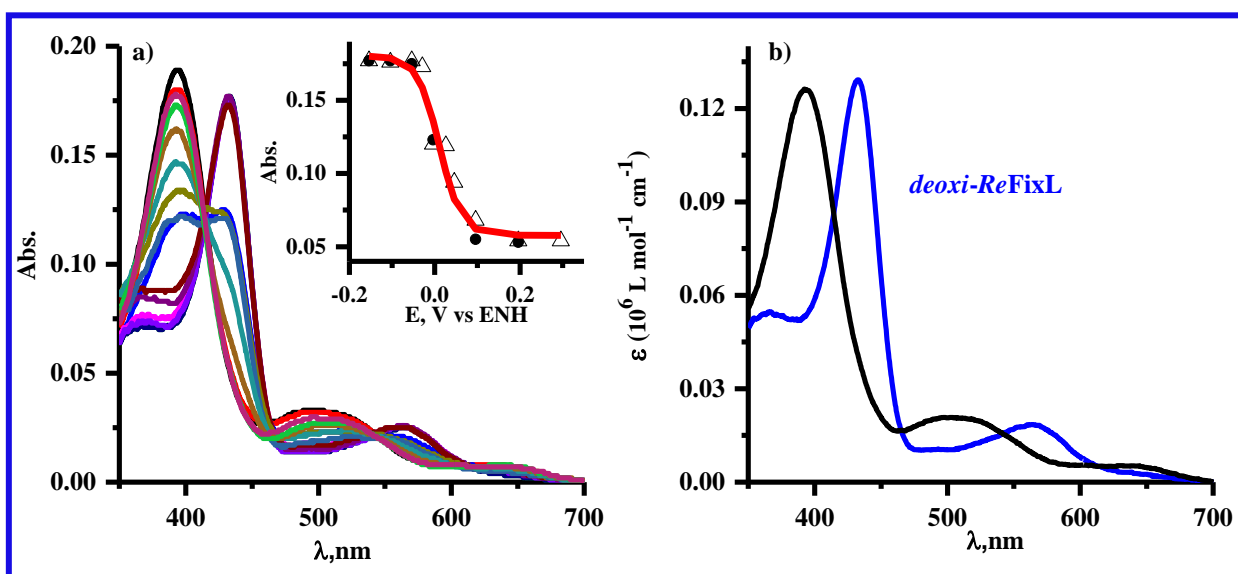 a)
0.20
0.15
0.10
0.05
0.00
Abs.
400
500
600
700
λ,nm
0.15
0.10
0.05
Abs.
-0.2
0.0
0.2
E, V vs ENH
b)
0.12
0.09
0.06
0.03
0.00
ε (10⁶ L mol⁻¹ cm⁻¹)
deoxi-ReFixL
400
500
600
700
λ,nm